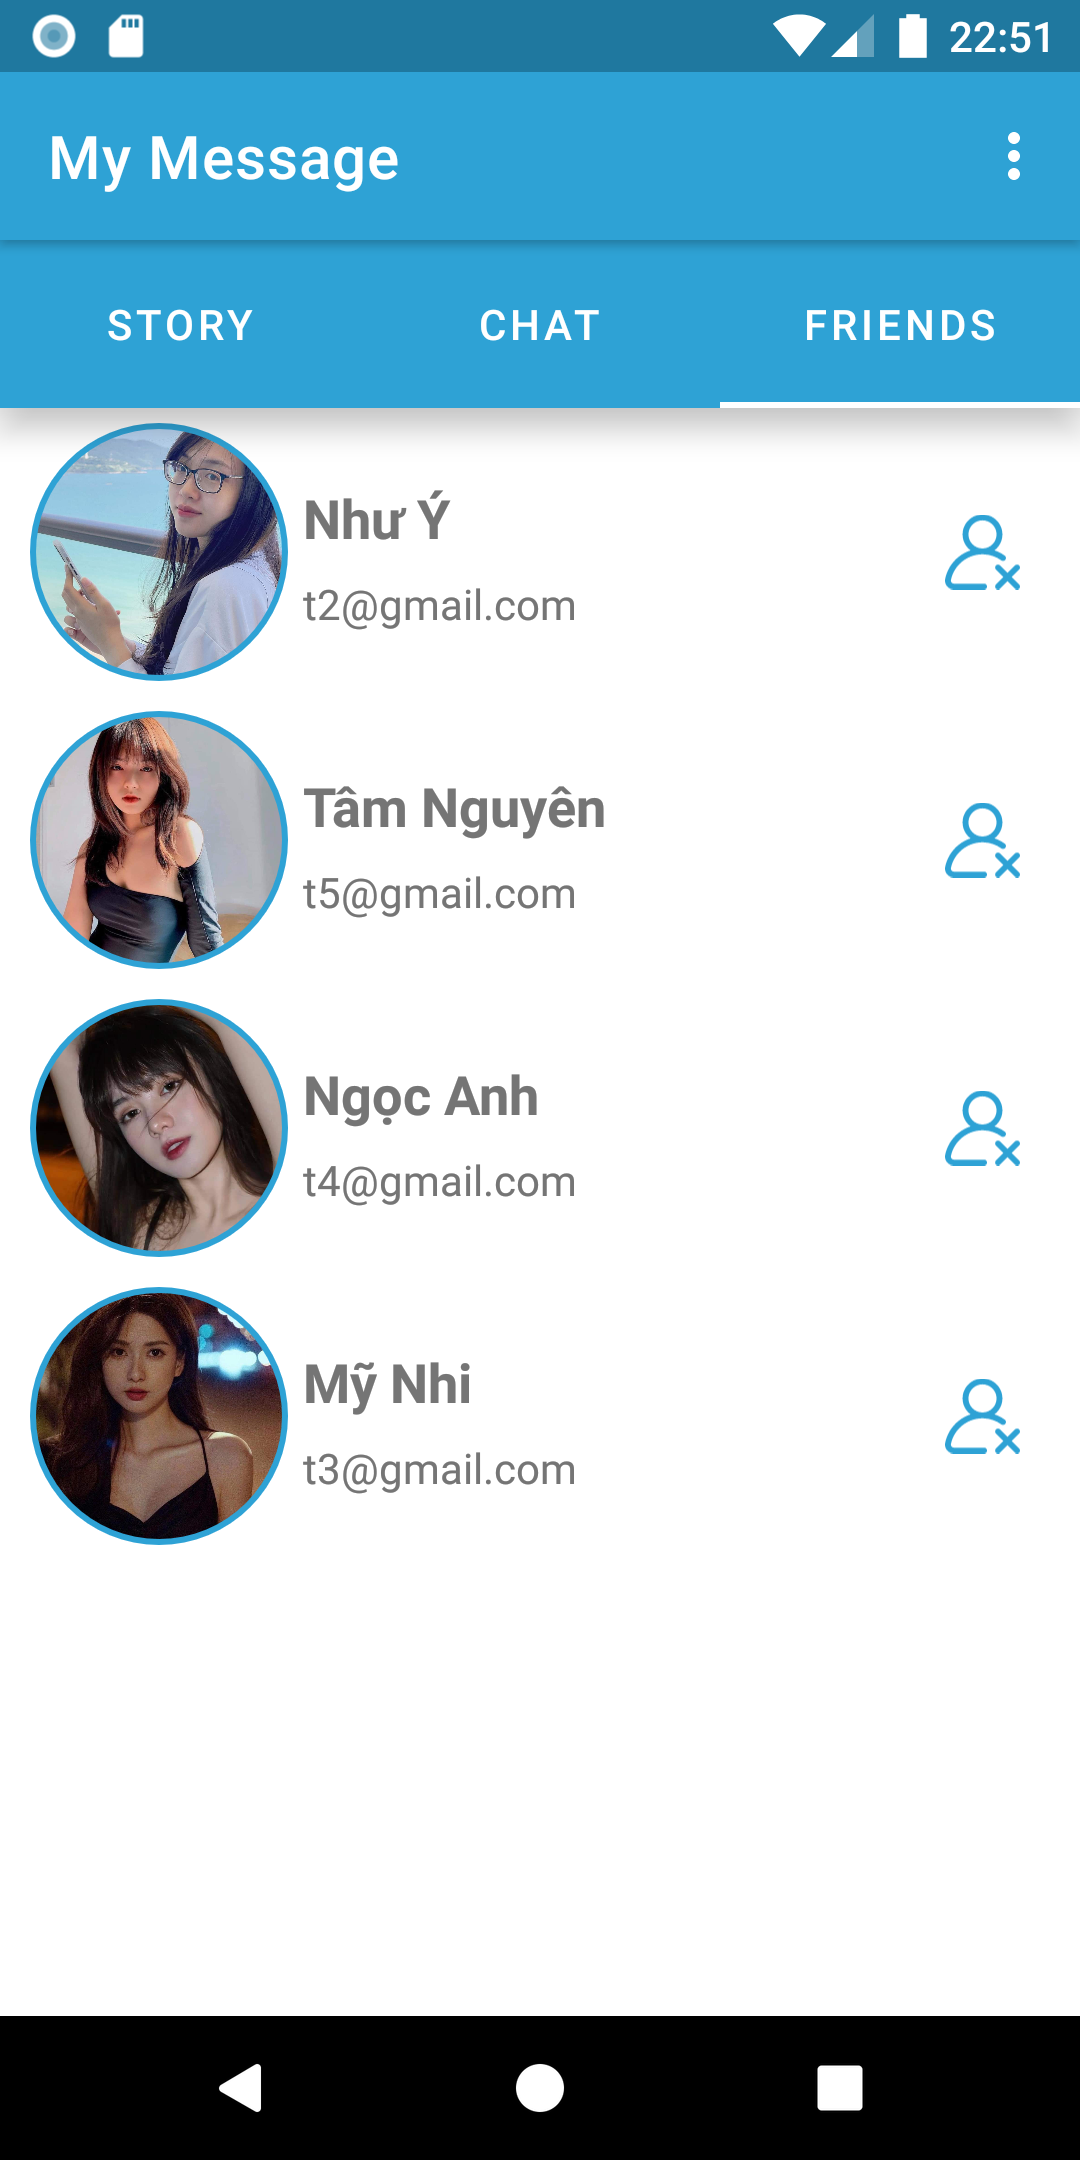 22:51
My Message
STORY CHAT FRIENDS
Như Ý
t2@gmail.com
Tâm Nguyên
t5@gmail.com
Ngọc Anh
t4@gmail.com
Mỹ Nhi
t3@gmail.com